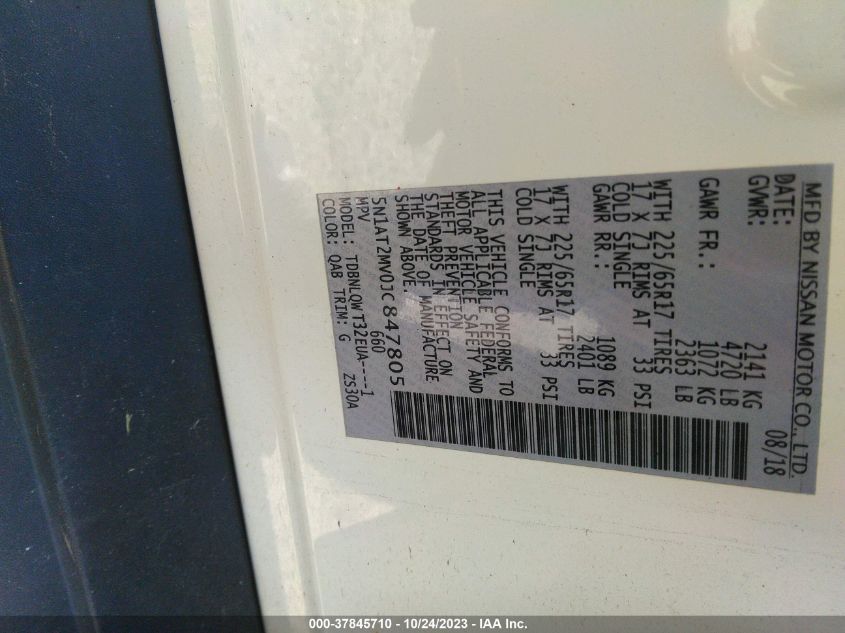 MFD BY NISSAN MOTOR CO., LTD.
DATE: 08/18
GVWR: 2141 KG
4720 LB
GAWR FR.: 1072 KG
2363 LB
WITH 225/65R17 TIRES
17 X 7J RIMS AT 33 PSI
COLD SINGLE
GAWR RR.: 1089 KG
2401 LB
WITH 225/65R17 TIRES
17 X 7J RIMS AT 33 PSI
COLD SINGLE
THIS VEHICLE CONFORMS TO
ALL APPLICABLE FEDERAL
MOTOR VEHICLE SAFETY AND
THEFT PREVENTION
STANDARDS IN EFFECT ON
THE DATE OF MANUFACTURE
SHOWN ABOVE.
5N1AT2MV0JC847805
MPV 660
MODEL: TDBNLQWT32EUA----1
COLOR: QAB TRIM: G ZS30A
000-37845710 - 10/24/2023 - IAA Inc.